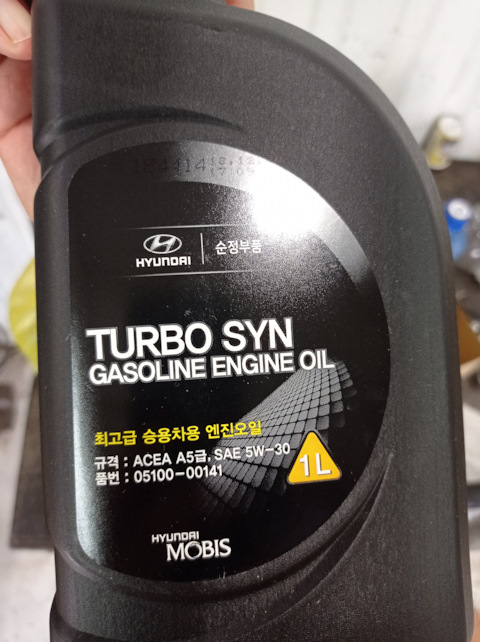 HYUNDAI
순정부품
TURBO SYN
GASOLINE ENGINE OIL
최고급 승용차용 엔진오일
규격 : ACEA A5급, SAE 5W-30
품번 : 05100-00141
1L
HYUNDAI
MOBIS